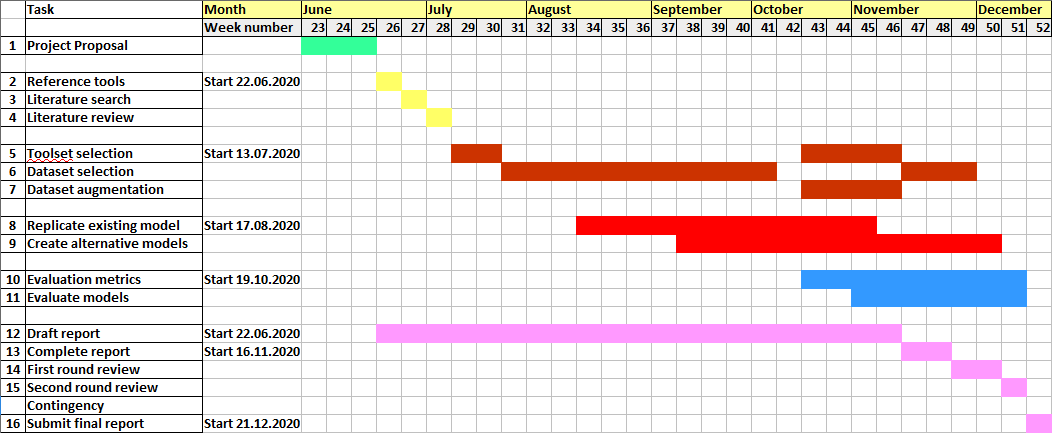 Task Month June July August September October November December
Week number 23 24 25 26 27 28 29 30 31 32 33 34 35 36 37 38 39 40 41 42 43 44 45 46 47 48 49 50 51 52
1 Project Proposal
2 Reference tools Start 22.06.2020
3 Literature search
4 Literature review
5 Toolset selection Start 13.07.2020
6 Dataset selection
7 Dataset augmentation
8 Replicate existing model Start 17.08.2020
9 Create alternative models
10 Evaluation metrics Start 19.10.2020
11 Evaluate models
12 Draft report Start 22.06.2020
13 Complete report Start 16.11.2020
14 First round review
15 Second round review
Contingency
16 Submit final report Start 21.12.2020